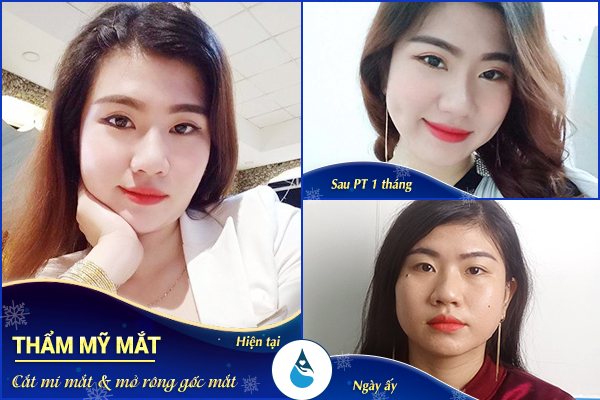 Sau PT 1 tháng
Hiện tại
THẨM MỸ MẮT
Cắt mí mắt & mở rộng góc mắt
Ngày ấy